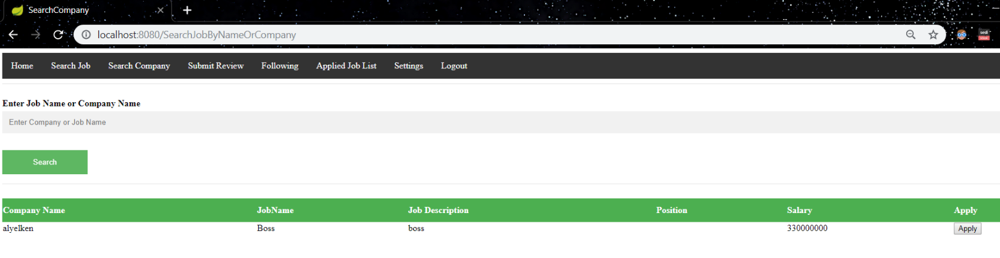 SearchCompany
localhost:8080/SearchJobByNameOrCompany
Home Search Job Search Company Submit Review Following Applied Job List Settings Logout
Enter Job Name or Company Name
Enter Company or Job Name
Search
Company Name JobName Job Description Position Salary Apply
alyelken Boss boss 330000000 Apply